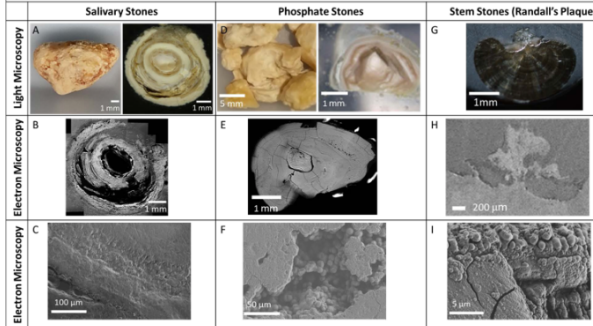 Salivary Stones
Phosphate Stones
Stem Stones (Randall's Plaque
Light Microscopy
A
1 mm
1 mm
D
5 mm
1 mm
G
1mm
Electron Microscopy
B
1 mm
E
1 mm
H
200 µm
Electron Microscopy
C
100 µm
F
50 µm
I
5 µm